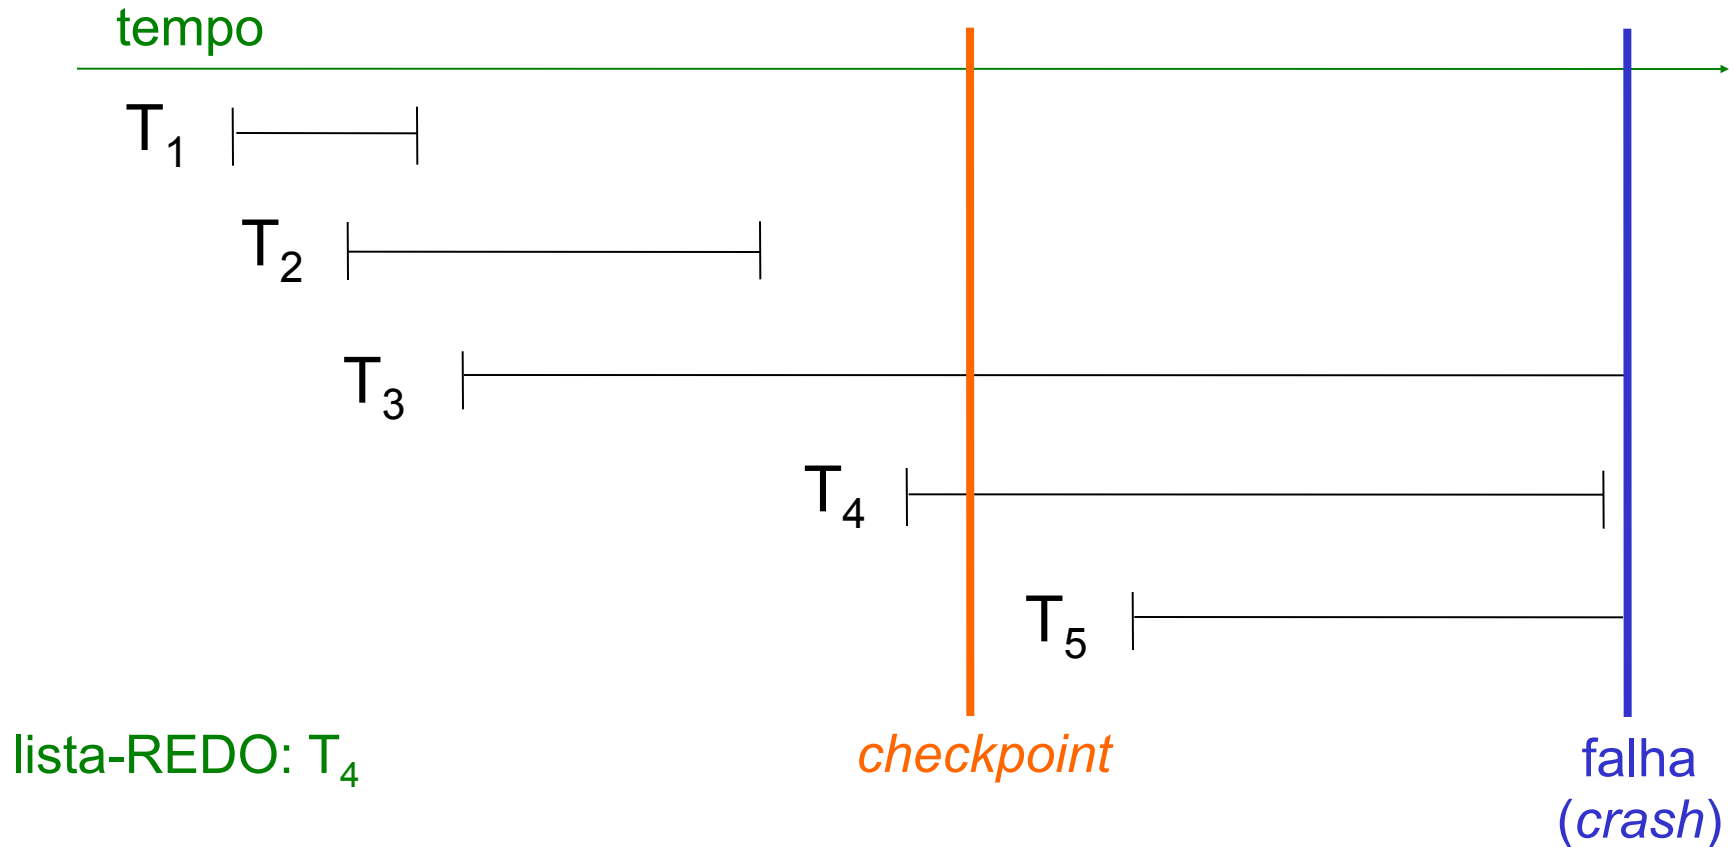 tempo
T1
T2
T3
T4
T5
lista-REDO: T4
checkpoint
falha
(crash)